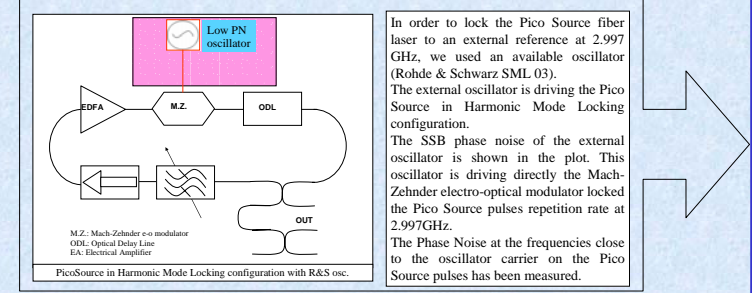 Low PN
oscillator
EDFA
M.Z.
ODL
OUT
M.Z.: Mach-Zehnder e-o modulator
ODL: Optical Delay Line
EA: Electrical Amplifier
PicoSource in Harmonic Mode Locking configuration with R&S osc.
In order to lock the Pico Source fiber
laser to an external reference at 2.997
GHz, we used an available oscillator
(Rohde & Schwarz SML 03).
The external oscillator is driving the Pico
Source in Harmonic Mode Locking
configuration.
The SSB phase noise of the external
oscillator is shown in the plot. This
oscillator is driving directly the Mach-
Zehnder electro-optical modulator locked
the Pico Source pulses repetition rate at
2.997GHz.
The Phase Noise at the frequencies close
to the oscillator carrier on the Pico
Source pulses has been measured.